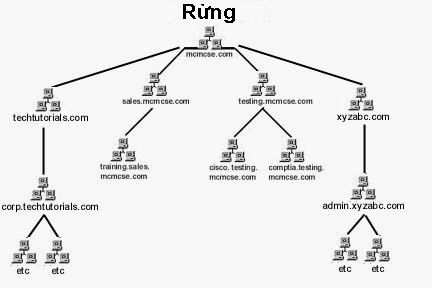 Rừng
mcmcse.com
techtutorials.com
sales.mcmcse.com
testing.mcmcse.com
xyzabc.com
training.sales.
mcmcse.com
cisco.testing.
mcmcse.com
comptia.testing.
mcmcse.com
corp.techtutorials.com
admin.xyzabc.com
etc
etc
etc
etc